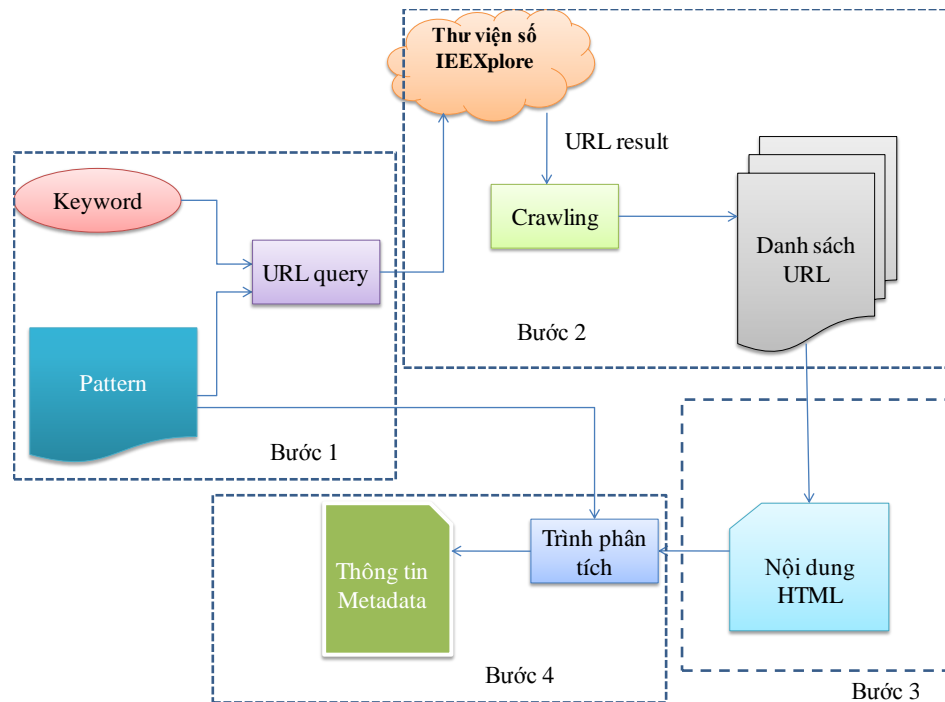 Thư viện số
IEEXplore
URL result
Keyword
Crawling
URL query
Danh sách
URL
Bước 2
Pattern
Bước 1
Trình phân
tích
Thông tin
Metadata
Nội dung
HTML
Bước 4
Bước 3